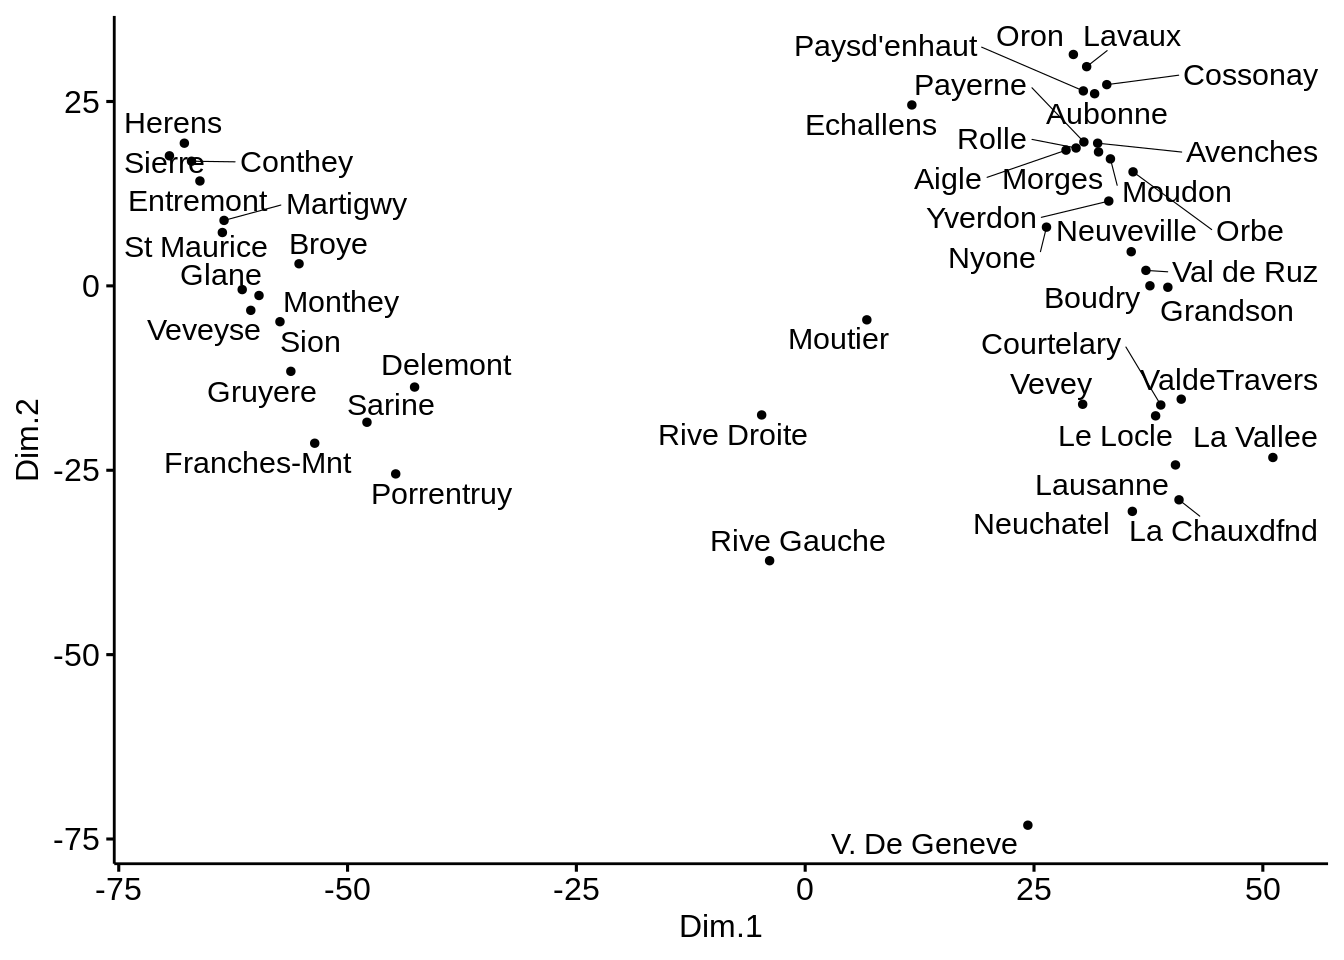 Paysd'enhaut
Oron
Lavaux
Cossonay
Payerne
Aubonne
Echallens
Rolle
Avenches
Aigle
Morges
Moudon
Yverdon
Neuveville
Orbe
Nyone
Val de Ruz
Boudry
Grandson
Herens
Sierre
Conthey
Entremont
Martigwy
St Maurice
Broye
Glane
Monthey
Veveyse
Sion
Moutier
Courtelary
Delemont
Vevey
ValdeTravers
Gruyere
Sarine
Rive Droite
Le Locle
La Vallee
Franches-Mnt
Porrentruy
Lausanne
Neuchatel
La Chauxdfnd
Rive Gauche
V. De Geneve
25
0
-25
-50
-75
Dim.2
-75
-50
-25
0
25
50
Dim.1